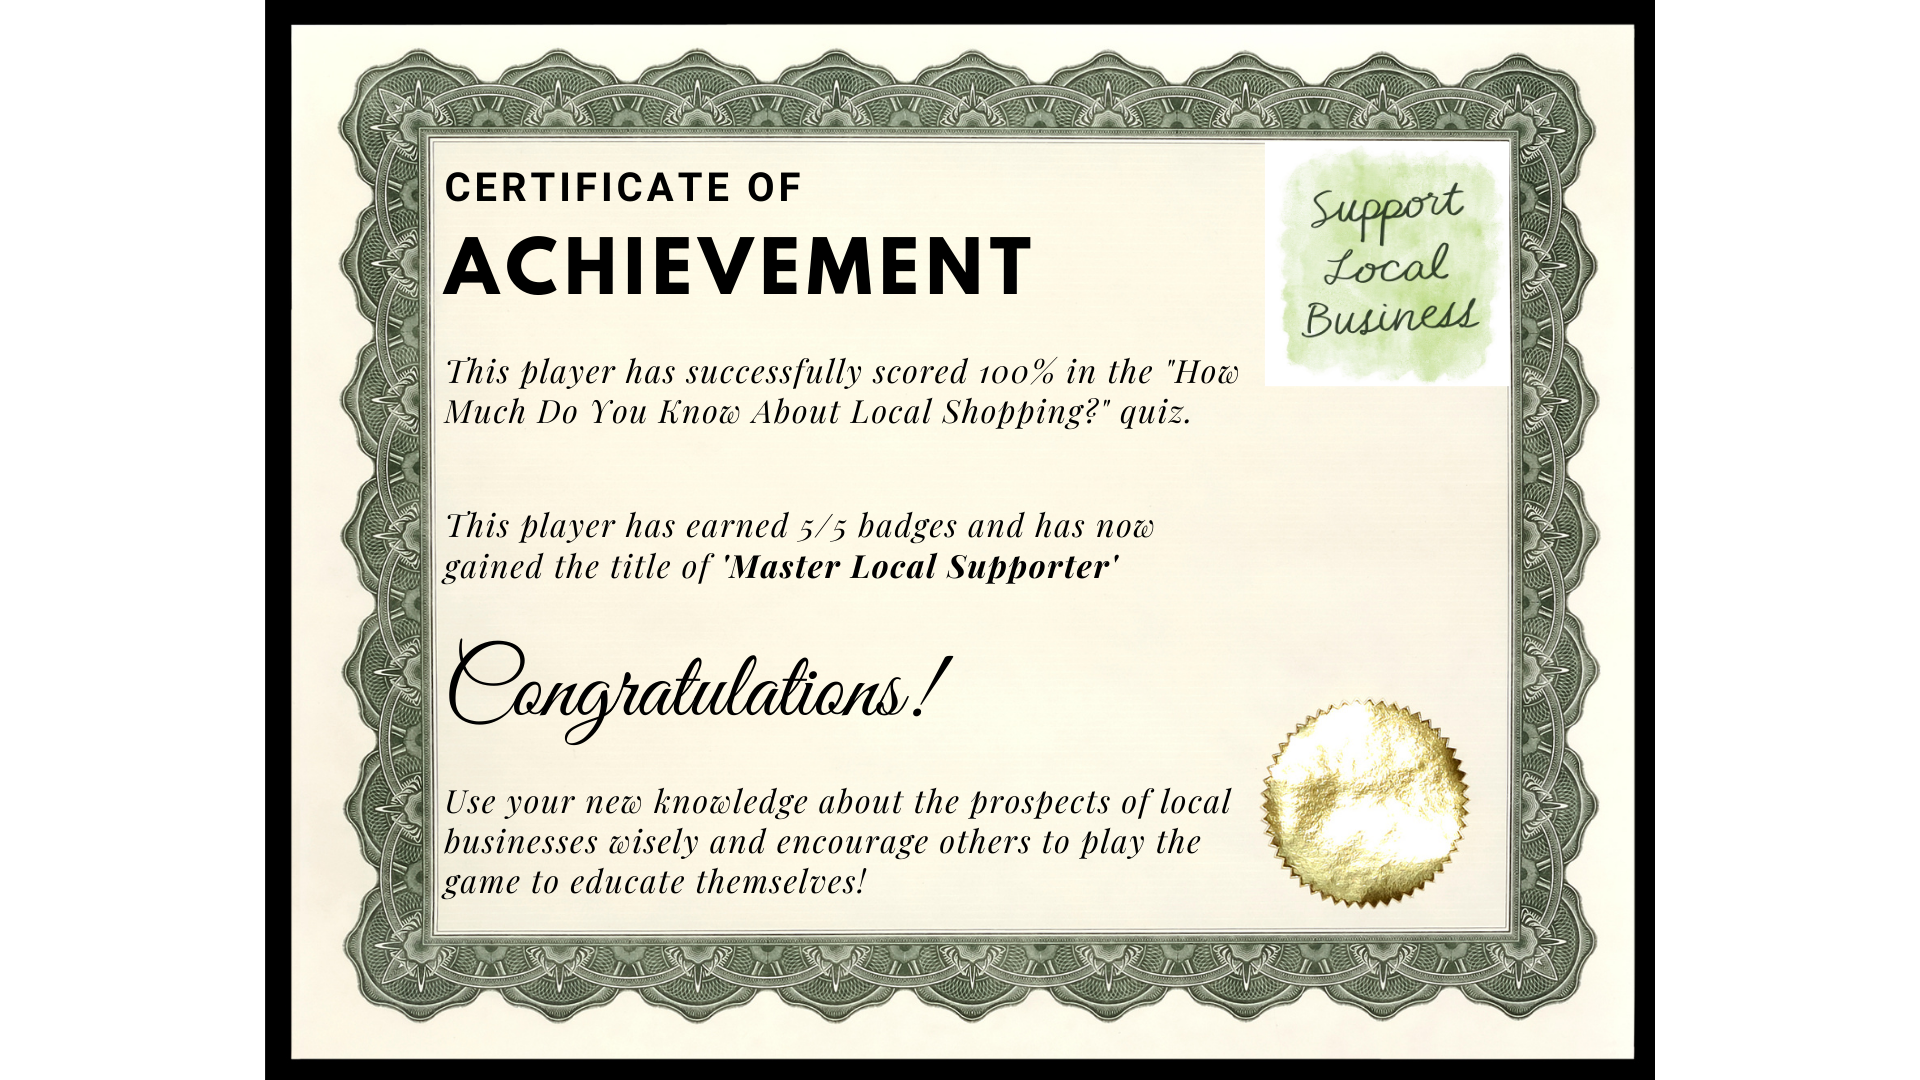 CERTIFICATE OF
ACHIEVEMENT
Support
Local
Business
This player has successfully scored 100% in the "How
Much Do You Know About Local Shopping?" quiz.
This player has earned 5/5 badges and has now
gained the title of 'Master Local Supporter'
Congratulations!
Use your new knowledge about the prospects of local
businesses wisely and encourage others to play the
game to educate themselves!